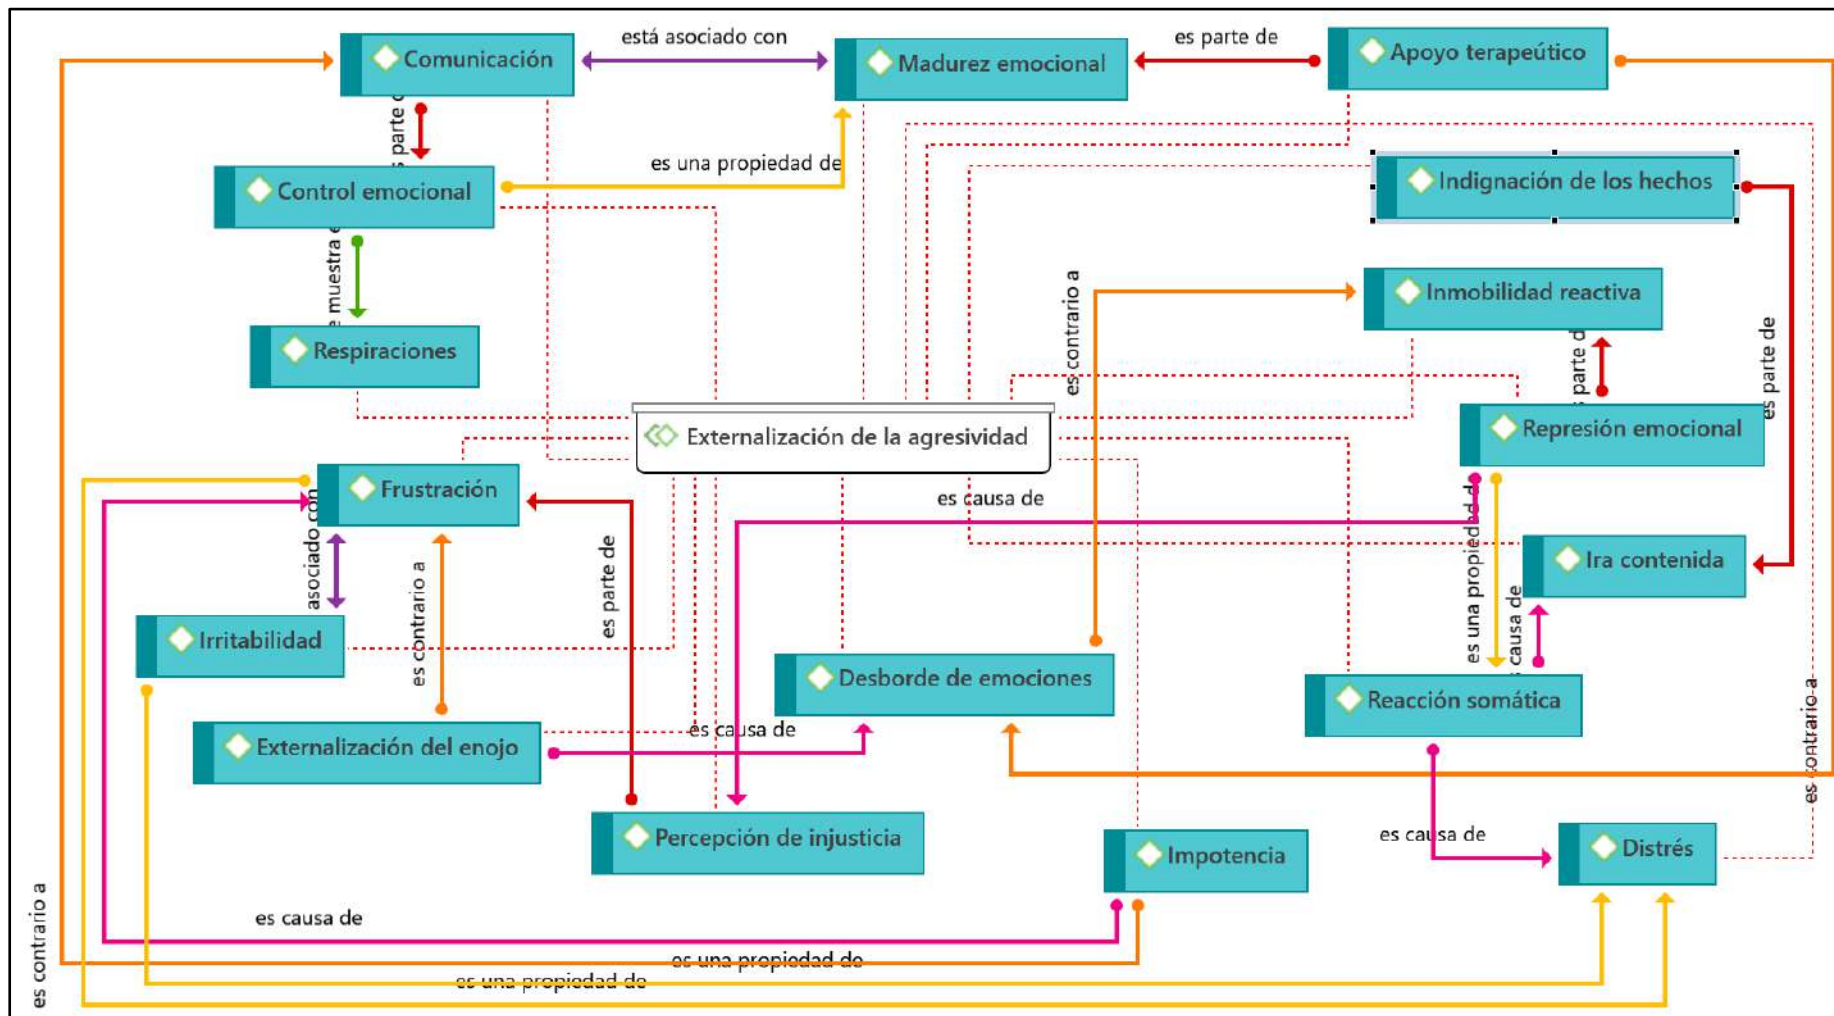 está asociado con
es parte de
Comunicación
Madurez emocional
Apoyo terapeútico
s parte
es una propiedad de
Control emocional
Indignación de los hechos
e muestra e
es contrario a
Inmobilidad reactiva
Respiraciones
es parte de
s parte d
Externalización de la agresividad
Represión emocional
Frustración
es causa de
asociado con
es una propiedad d
Ira contenida
es contrario a
es parte de
causa de
Irritabilidad
Desborde de emociones
Reacción somática
es causa de
Externalización del enojo
es contrario a
Percepción de injusticia
Impotencia
es causa de
Distrés
es contrario a
es causa de
es una propiedad de
es una propiedad de